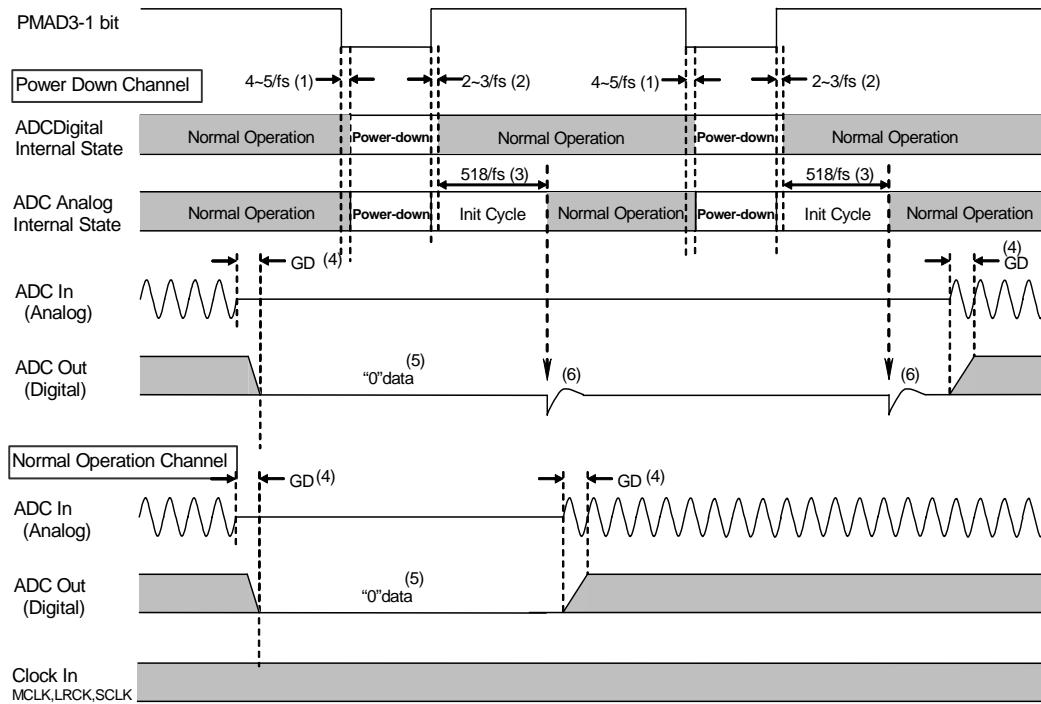 PMAD3-1 bit
4~5/fs (1) 2~3/fs (2) 4~5/fs (1) 2~3/fs (2)
Power Down Channel
ADCDigital
Internal State
Normal Operation Power-down Normal Operation Power-down Normal Operation
518/fs (3) 518/fs (3)
ADC Analog
Internal State
Normal Operation Power-down Init Cycle Normal Operation Power-down Init Cycle Normal Operation
GD (4) (4)
GD
ADC In
(Analog)
ADC Out
(Digital)
(5)
“0”data
(6) (6)
Normal Operation Channel
GD (4) GD (4)
ADC In
(Analog)
ADC Out
(Digital)
(5)
“0”data
Clock In
MCLK,LRCK,SCLK